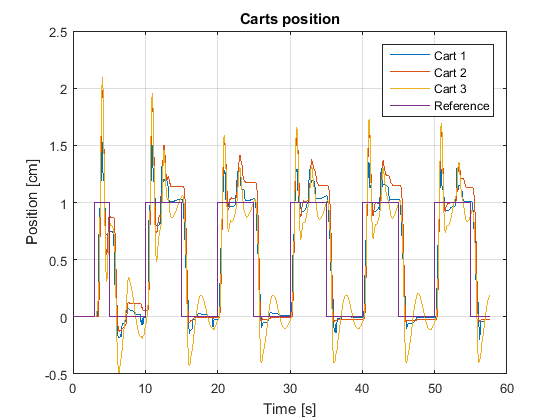 Carts position
2.5
2
1.5
1
0.5
0
-0.5
Position [cm]
Cart 1
Cart 2
Cart 3
Reference
0
10
20
30
40
50
60
Time [s]